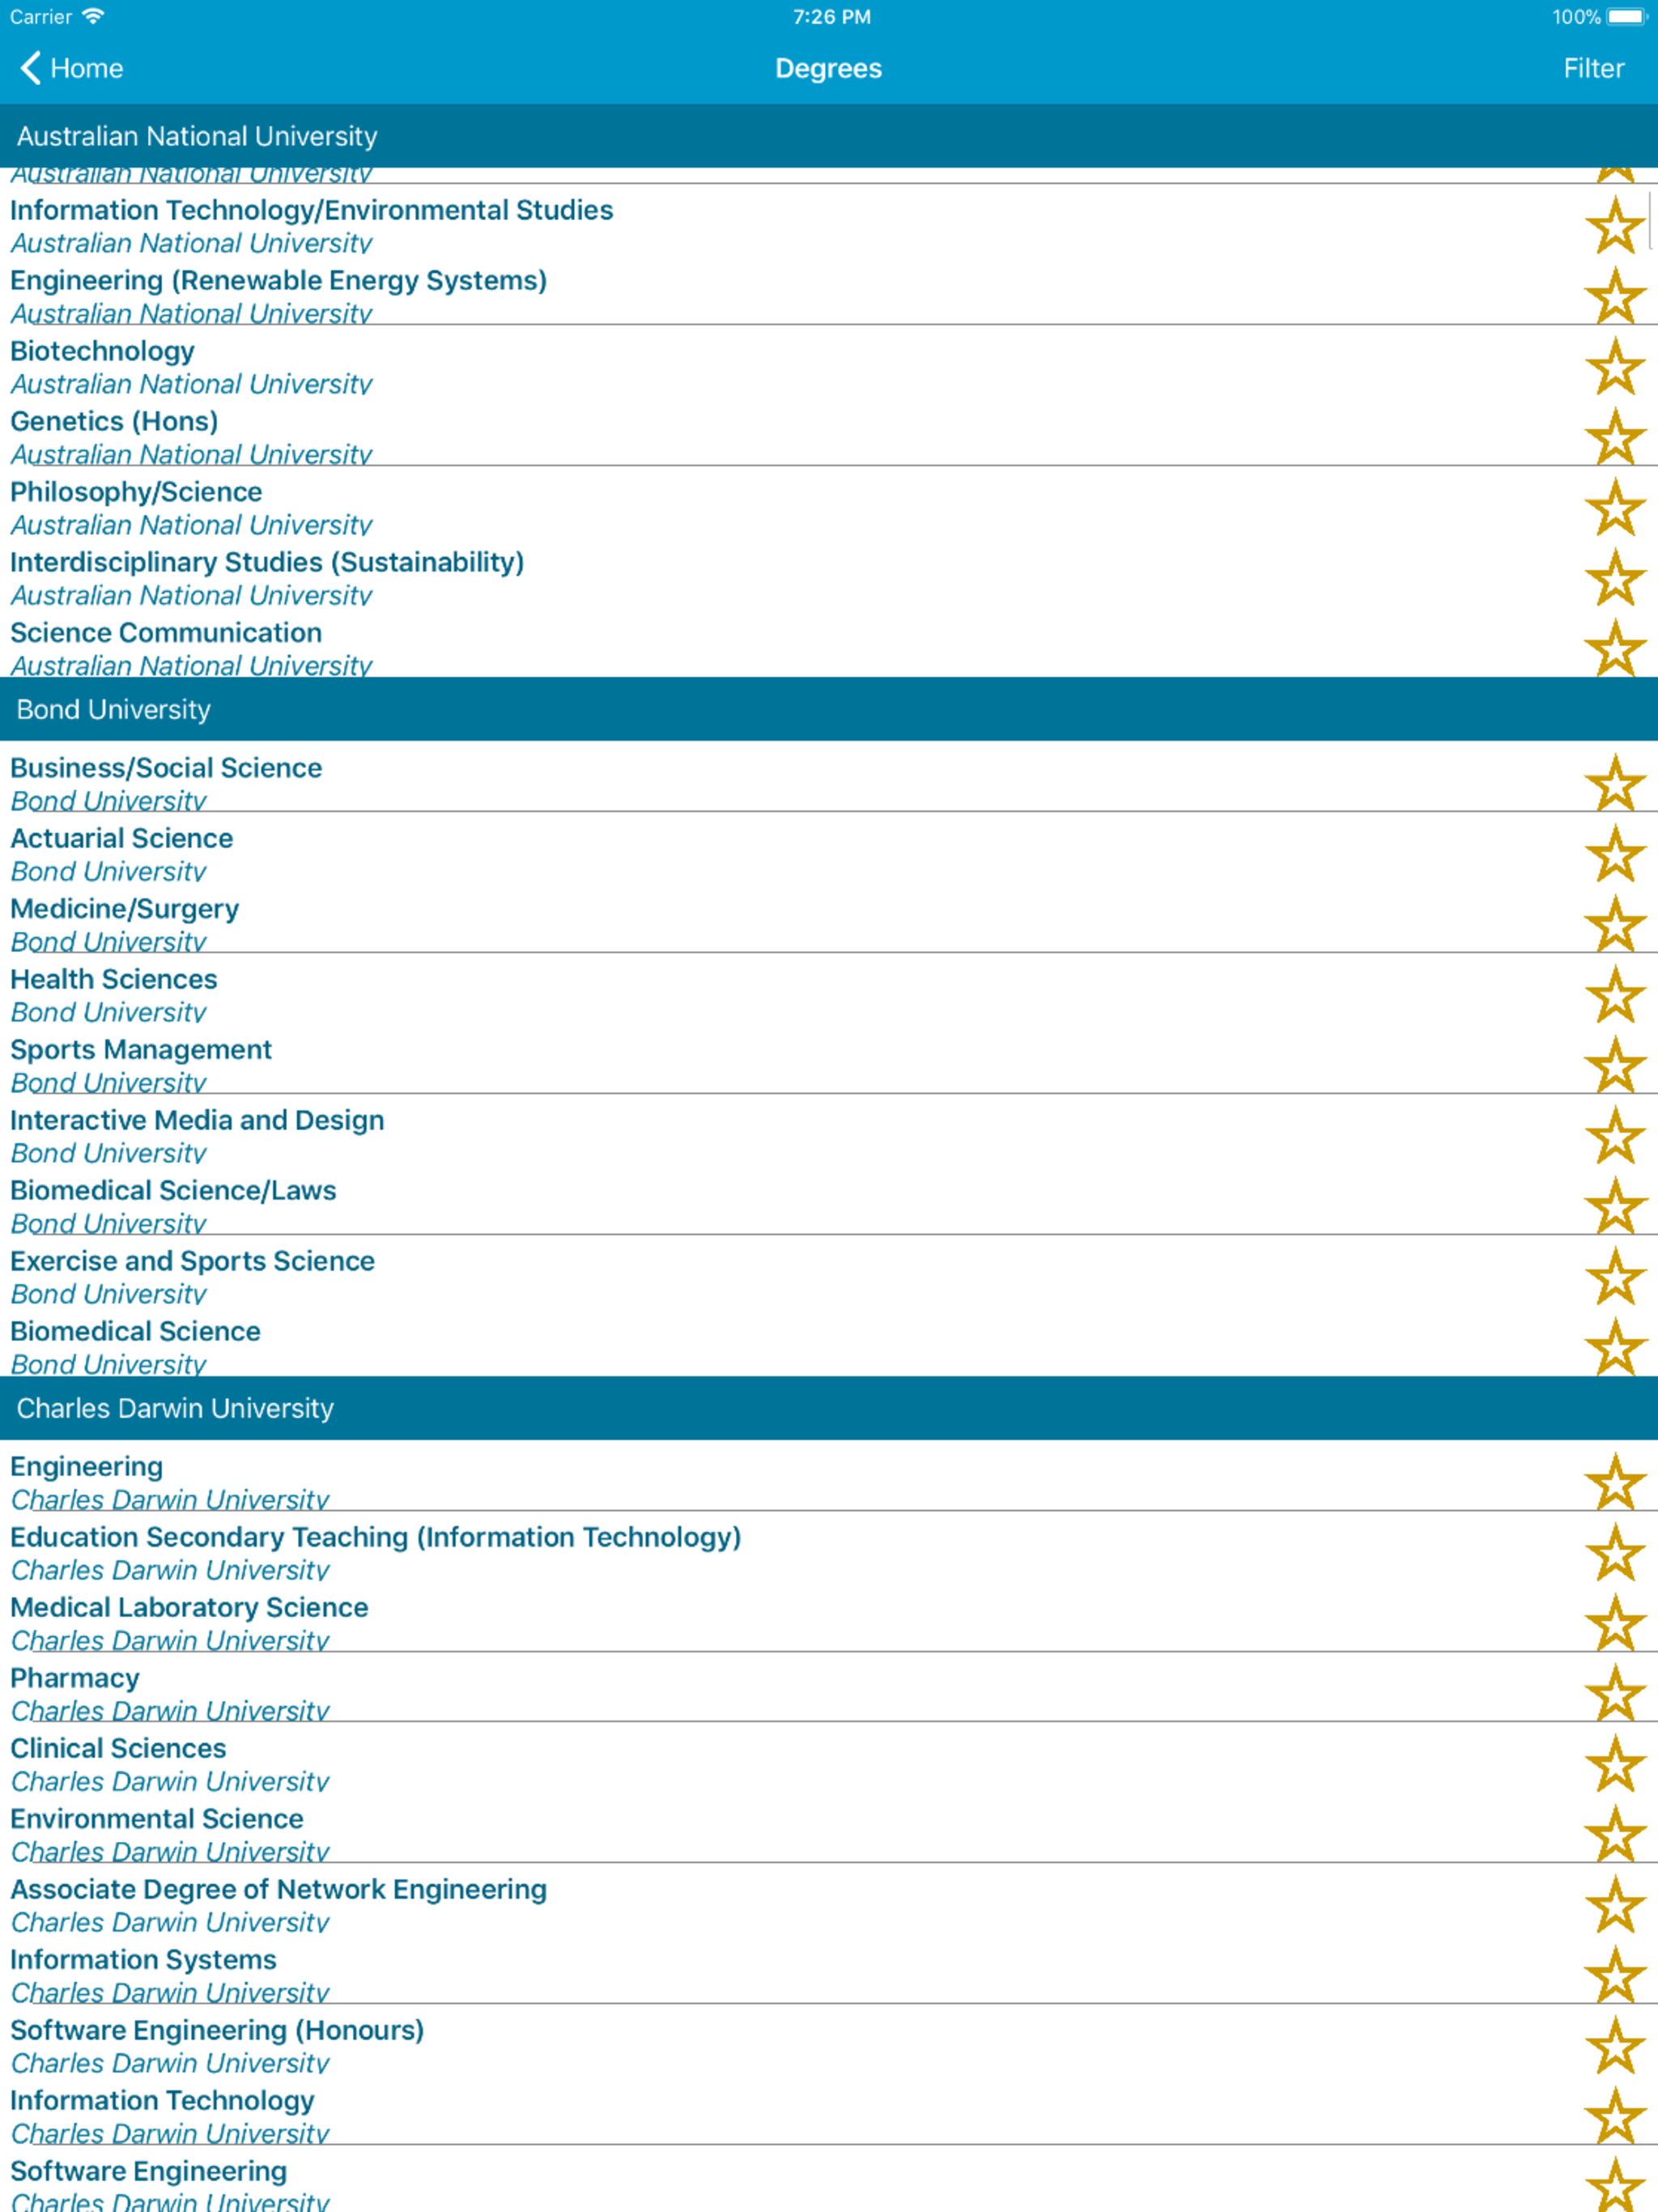 Carrier
7:26 PM
100%
Home
Degrees
Filter
Australian National University
Australian National University
Information Technology/Environmental Studies
Australian National University
Engineering (Renewable Energy Systems)
Australian National University
Biotechnology
Australian National University
Genetics (Hons)
Australian National University
Philosophy/Science
Australian National University
Interdisciplinary Studies (Sustainability)
Australian National University
Science Communication
Australian National University
Bond University
Business/Social Science
Bond University
Actuarial Science
Bond University
Medicine/Surgery
Bond University
Health Sciences
Bond University
Sports Management
Bond University
Interactive Media and Design
Bond University
Biomedical Science/Laws
Bond University
Exercise and Sports Science
Bond University
Biomedical Science
Bond University
Charles Darwin University
Engineering
Charles Darwin University
Education Secondary Teaching (Information Technology)
Charles Darwin University
Medical Laboratory Science
Charles Darwin University
Pharmacy
Charles Darwin University
Clinical Sciences
Charles Darwin University
Environmental Science
Charles Darwin University
Associate Degree of Network Engineering
Charles Darwin University
Information Systems
Charles Darwin University
Software Engineering (Honours)
Charles Darwin University
Information Technology
Charles Darwin University
Software Engineering
Charles Darwin University